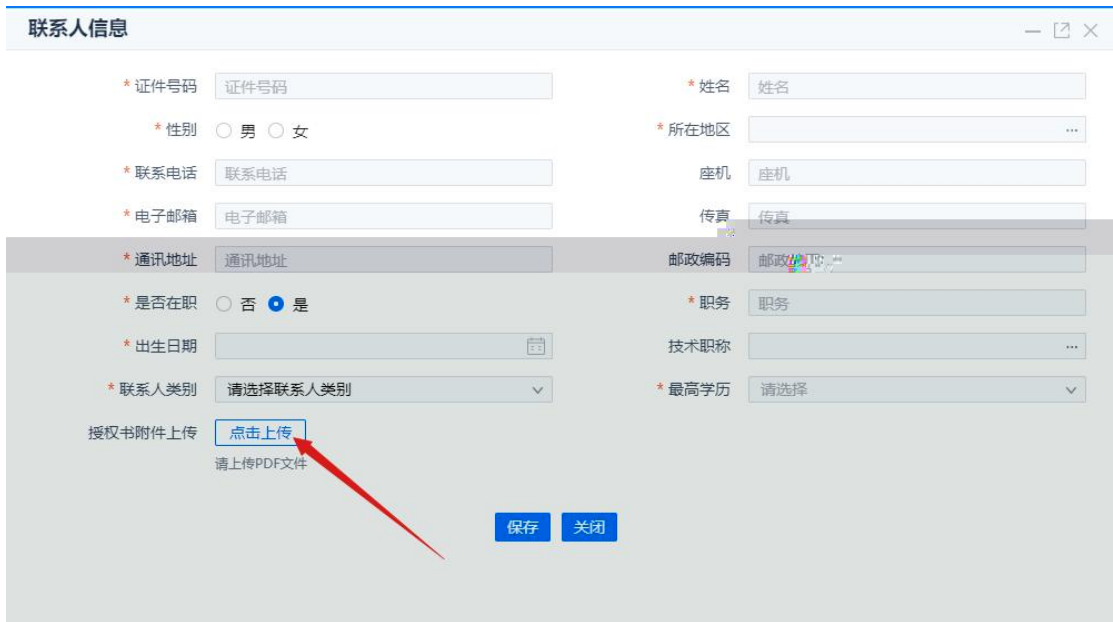 联系人信息
* 证件号码 证件号码 * 姓名 姓名
* 性别 男 女 * 所在地区 ...
* 联系电话 联系电话 座机 座机
* 电子邮箱 电子邮箱 传真 传真
* 通讯地址 通讯地址 邮政编码 邮政
* 是否在职 否 是 * 职务 职务
* 出生日期 技术职称 ...
* 联系人类别 请选择联系人类别 * 最高学历 请选择
授权书附件上传 点击上传
请上传PDF文件
保存 关闭